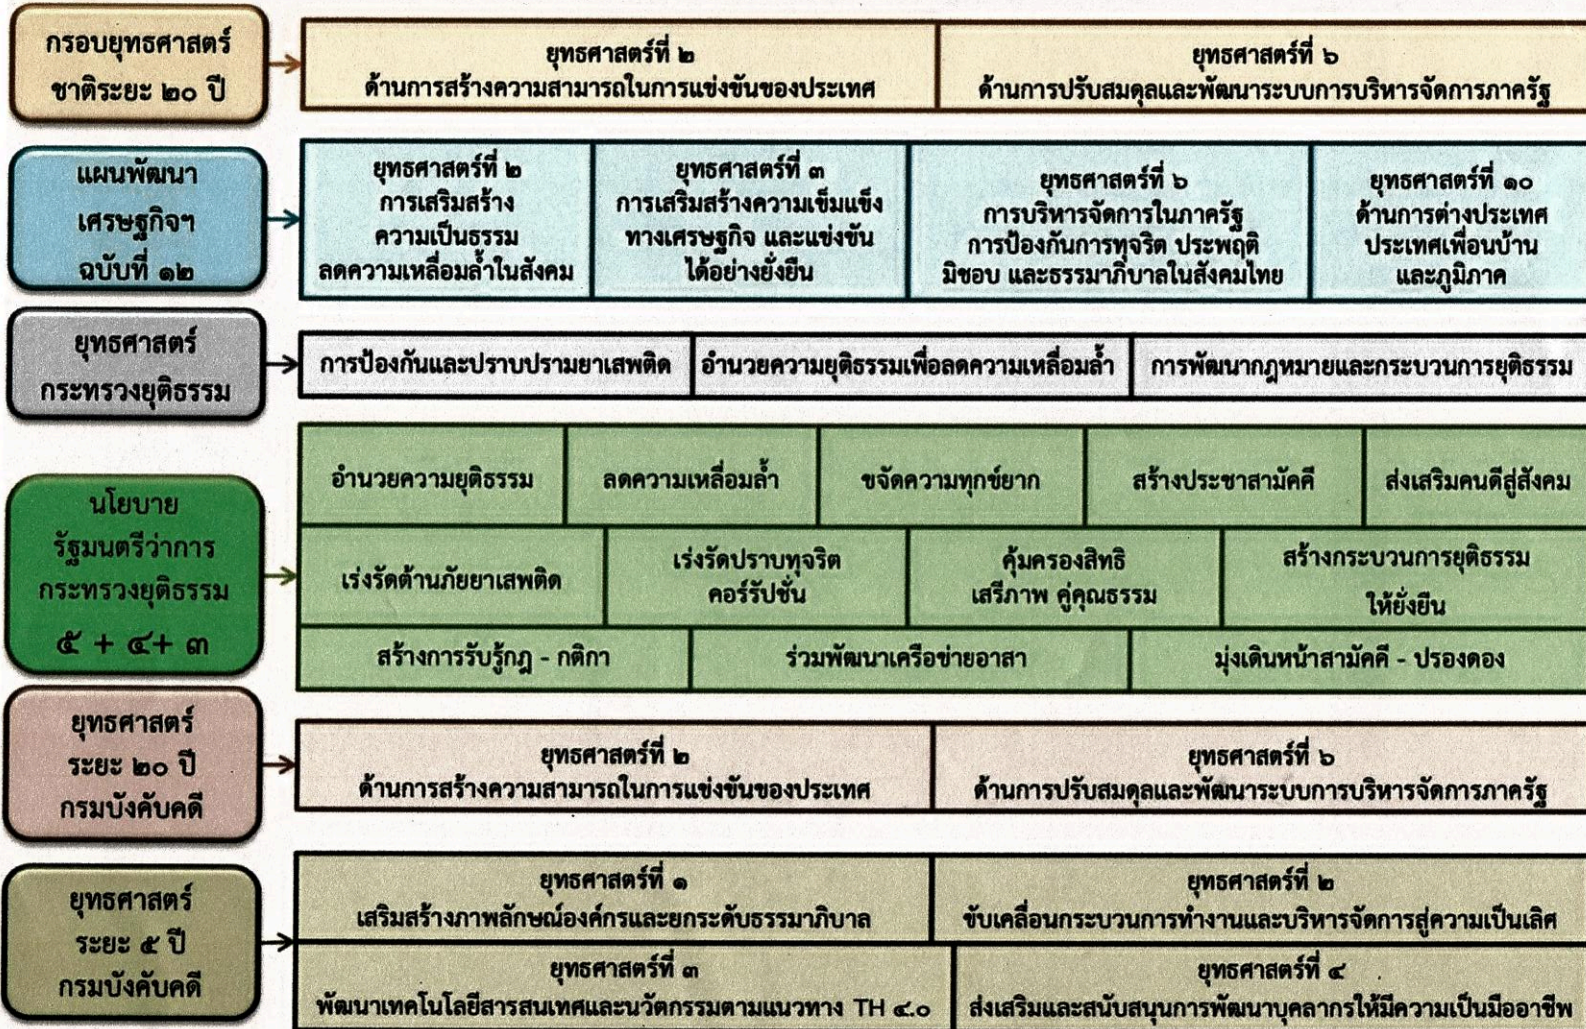 กรอบยุทธศาสตร์
ชาติระยะ ๒๐ ปี
ยุทธศาสตร์ที่ ๒
ด้านการสร้างความสามารถในการแข่งขันของประเทศ
ยุทธศาสตร์ที่ ๖
ด้านการปรับสมดุลและพัฒนาระบบการบริหารจัดการภาครัฐ
แผนพัฒนา
เศรษฐกิจฯ
ฉบับที่ ๑๒
ยุทธศาสตร์ที่ ๒
การเสริมสร้าง
ความเป็นธรรม
ลดความเหลื่อมล้ำในสังคม
ยุทธศาสตร์ที่ ๓
การเสริมสร้างความเข็มแข็ง
ทางเศรษฐกิจ และแข่งขัน
ได้อย่างยั่งยืน
ยุทธศาสตร์ที่ ๖
การบริหารจัดการในภาครัฐ
การป้องกันการทุจริต ประพฤติ
มิชอบ และธรรมาภิบาลในสังคมไทย
ยุทธศาสตร์ที่ ๑๐
ด้านการต่างประเทศ
ประเทศเพื่อนบ้าน
และภูมิภาค
ยุทธศาสตร์
กระทรวงยุติธรรม
การป้องกันและปราบปรามยาเสพติด
อำนวยความยุติธรรมเพื่อลดความเหลื่อมล้ำ
การพัฒนากฎหมายและกระบวนการยุติธรรม
นโยบาย
รัฐมนตรีว่าการ
กระทรวงยุติธรรม
๕ + ๔+ ๓
อำนวยความยุติธรรม
ลดความเหลื่อมล้ำ
ขจัดความทุกข์ยาก
สร้างประชาสามัคคี
ส่งเสริมคนดีสู่สังคม
เร่งรัดด้านภัยยาเสพติด
เร่งรัดปราบทุจริต
คอร์รัปชั่น
คุ้มครองสิทธิ
เสรีภาพ คู่คุณธรรม
สร้างกระบวนการยุติธรรม
ให้ยั่งยืน
สร้างการรับรู้กฎ - กติกา
ร่วมพัฒนาเครือข่ายอาสา
มุ่งเดินหน้าสามัคคี - ปรองดอง
ยุทธศาสตร์
ระยะ ๒๐ ปี
กรมบังคับคดี
ยุทธศาสตร์ที่ ๒
ด้านการสร้างความสามารถในการแข่งขันของประเทศ
ยุทธศาสตร์ที่ ๖
ด้านการปรับสมดุลและพัฒนาระบบการบริหารจัดการภาครัฐ
ยุทธศาสตร์
ระยะ ๕ ปี
กรมบังคับคดี
ยุทธศาสตร์ที่ ๑
เสริมสร้างภาพลักษณ์องค์กรและยกระดับธรรมาภิบาล
ยุทธศาสตร์ที่ ๒
ขับเคลื่อนกระบวนการทำงานและบริหารจัดการสู่ความเป็นเลิศ
ยุทธศาสตร์ที่ ๓
พัฒนาเทคโนโลยีสารสนเทศและนวัตกรรมตามแนวทาง TH ๔.๐
ยุทธศาสตร์ที่ ๔
ส่งเสริมและสนับสนุนการพัฒนาบุคลากรให้มีความเป็นมืออาชีพ